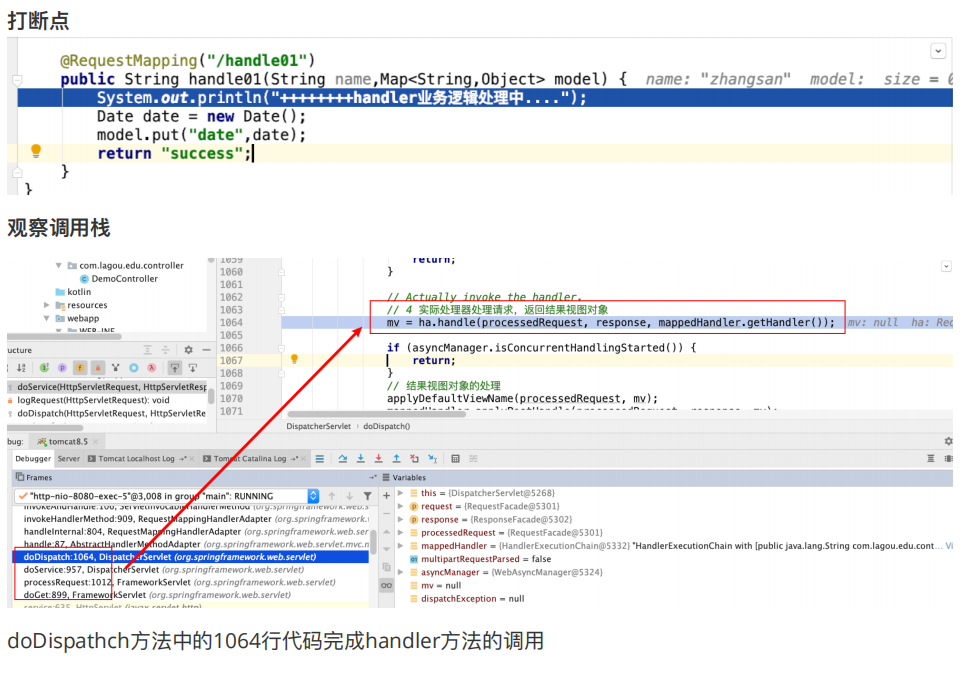 打断点
@RequestMapping("/handle01")
public String handle01(String name,Map<String,Object> model) { name: "zhangsan" model: size = 0
System.out.println("++++++++handler业务逻辑处理中....");
Date date = new Date();
model.put("date",date);
return "success";
}
}
观察调用栈
com.lagou.edu.controller
DemoController
kotlin
resources
webapp
WEB-INF
ucture
doService(HttpServletRequest, HttpServletResp
logRequest(HttpServletRequest): void
doDispatch(HttpServletRequest, HttpServletRe
1059 return;
1060 }
1061
1062 // Actually invoke the handler.
1063 // 4 实际处理器处理请求，返回结果视图对象
1064 mv = ha.handle(processedRequest, response, mappedHandler.getHandler()); mv: null ha: Req
1065
1066 if (asyncManager.isConcurrentHandlingStarted()) {
1067 return;
1068 }
1069 // 结果视图对象的处理
1070 applyDefaultViewName(processedRequest, mv);
1071 mappedHandler.applyPostHandle(processedRequest, response, mv);
DispatcherServlet › doDispatch()
bug: tomcat8.5 ×
Debugger Server Tomcat Localhost Log Tomcat Catalina Log
Frames
"http-nio-8080-exec-5"@3,008 in group "main": RUNNING
invokeAndHandle:106, ServletInvocableHandlerMethod
invokeHandlerMethod:909, RequestMappingHandlerAdapter (org.springframework.w
handleInternal:804, RequestMappingHandlerAdapter (org.springframework.web.
handle:87, AbstractHandlerMethodAdapter (org.springframework.web.servlet.mvc.n
doDispatch:1064, DispatcherServlet (org.springframework.web.servlet)
doService:957, DispatcherServlet (org.springframework.web.servlet)
processRequest:1012, FrameworkServlet (org.springframework.web.servlet)
doGet:899, FrameworkServlet (org.springframework.web.servlet)
service:635, HttpServlet (javax.servlet.http)
Variables
this = {DispatcherServlet@5268}
request = {RequestFacade@5301}
response = {ResponseFacade@5302}
processedRequest = {RequestFacade@5301}
mappedHandler = {HandlerExecutionChain@5332} "HandlerExecutionChain with [public java.lang.String com.lagou.edu.cont... Vi
multipartRequestParsed = false
asyncManager = {WebAsyncManager@5324}
mv = null
dispatchException = null
doDispathch方法中的1064行代码完成handler方法的调用